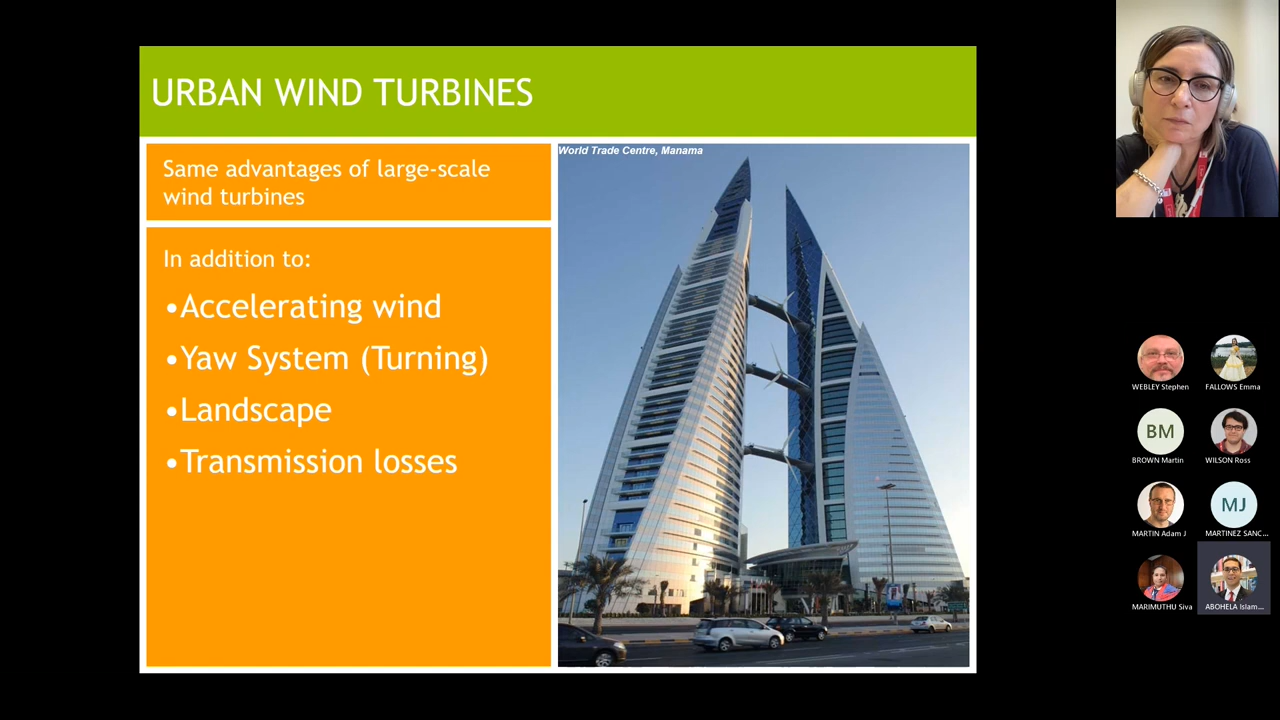 URBAN WIND TURBINES
Same advantages of large-scale
wind turbines
In addition to:
•Accelerating wind
•Yaw System (Turning)
•Landscape
•Transmission losses
World Trade Centre, Manama
WEBLEY Stephen
FALLOWS Emma
BM
BROWN Martin
WILSON Ross
MARTIN Adam J
MJ
MARTINEZ SANC...
MARIMUTHU Siva
ABOHELA Islam...